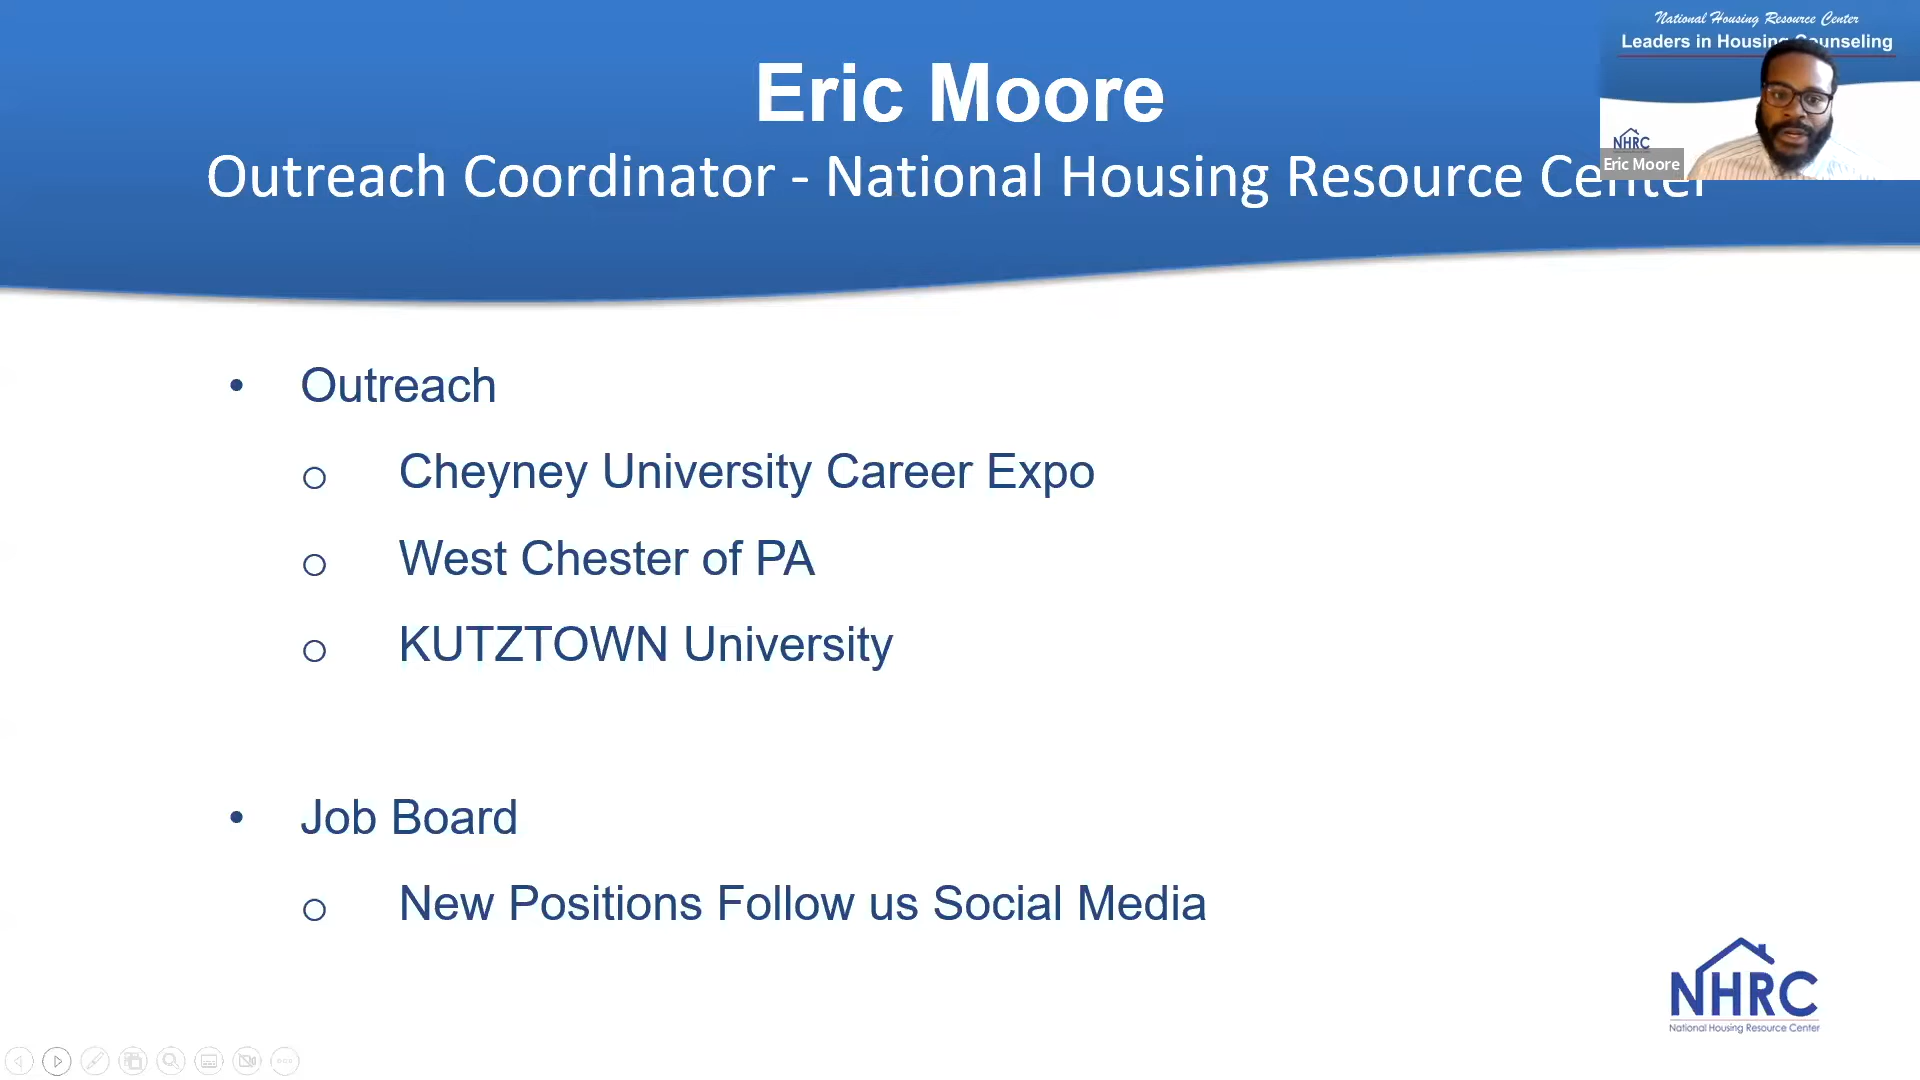 Eric Moore
Outreach Coordinator - National Housing Resource Center
National Housing Resource Center
Leaders in Housing Counseling
NHRC
Eric Moore
• Outreach
o Cheyney University Career Expo
o West Chester of PA
o KUTZTOWN University
• Job Board
o New Positions Follow us Social Media
NHRC
National Housing Resource Center